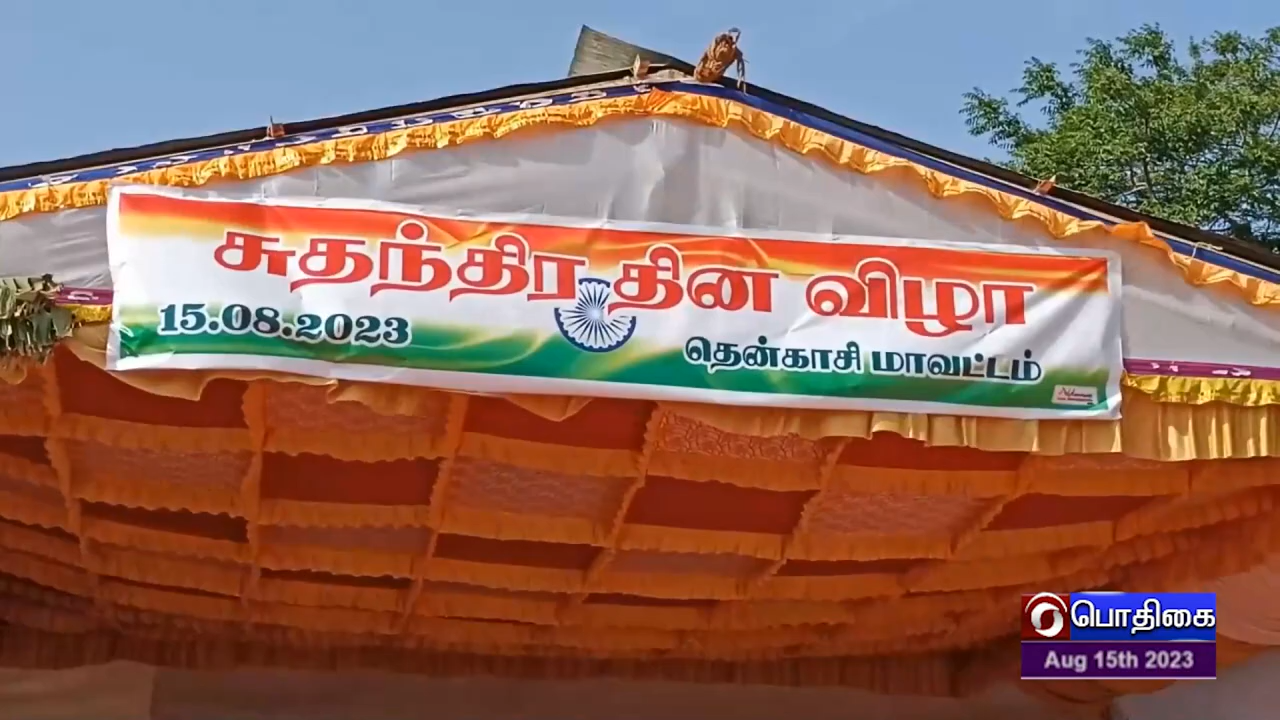 சுதந்திர தின விழா
15.08.2023
தென்காசி மாவட்டம்
பொதிகை
Aug 15th 2023